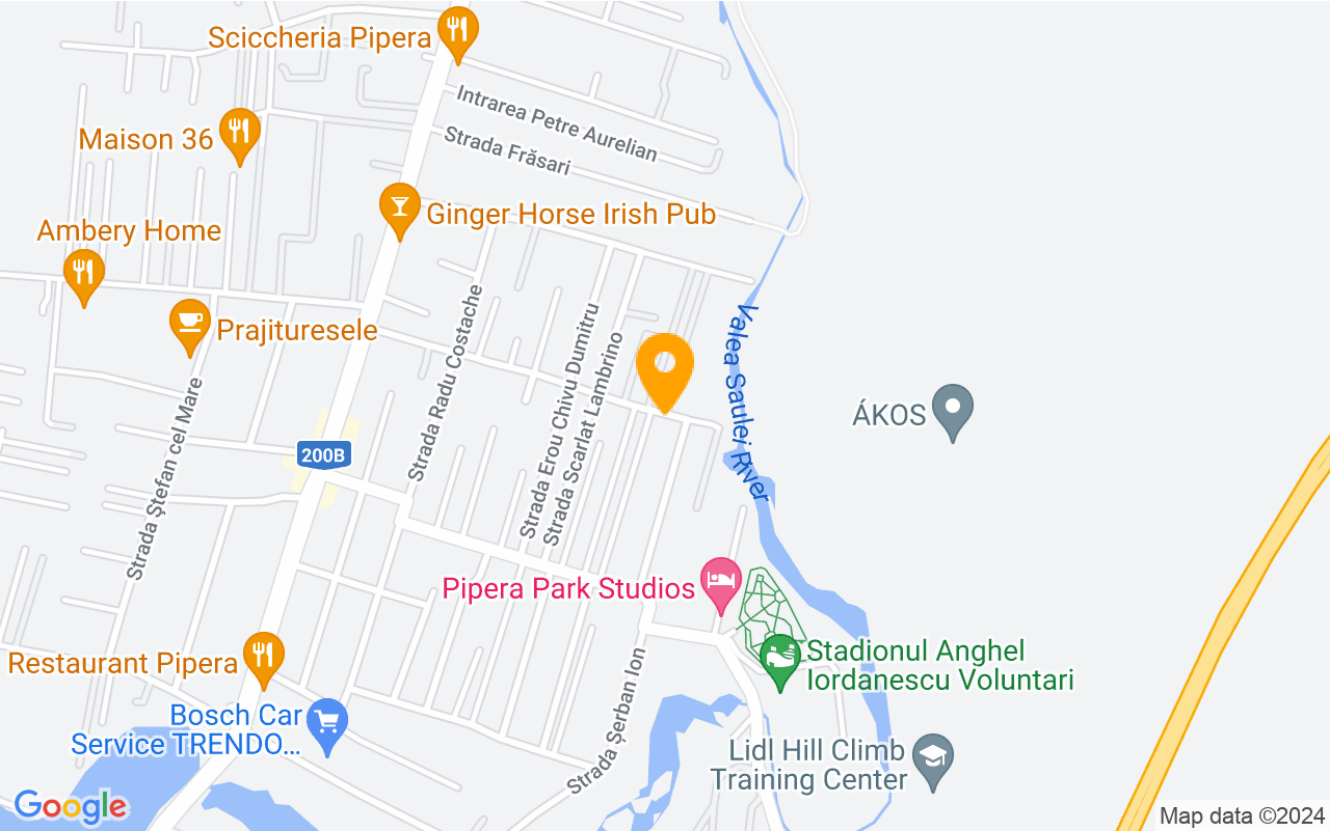 Sciccheria Pipera
Intrarea Petre Aurelian
Maison 36
Strada Frăsari
Ginger Horse Irish Pub
Ambery Home
Prajituresele
Strada Radu Costache
Strada Erou Chivu Dumitru
Strada Scarlat Lambrino
Valea Saulei River
Strada Ștefan cel Mare
ÁKOS
200B
Pipera Park Studios
Stadionul Anghel
Iordanescu Voluntari
Restaurant Pipera
Strada Șerban Ion
Bosch Car
Service TRENDO...
Lidl Hill Climb
Training Center
Google
Map data ©2024